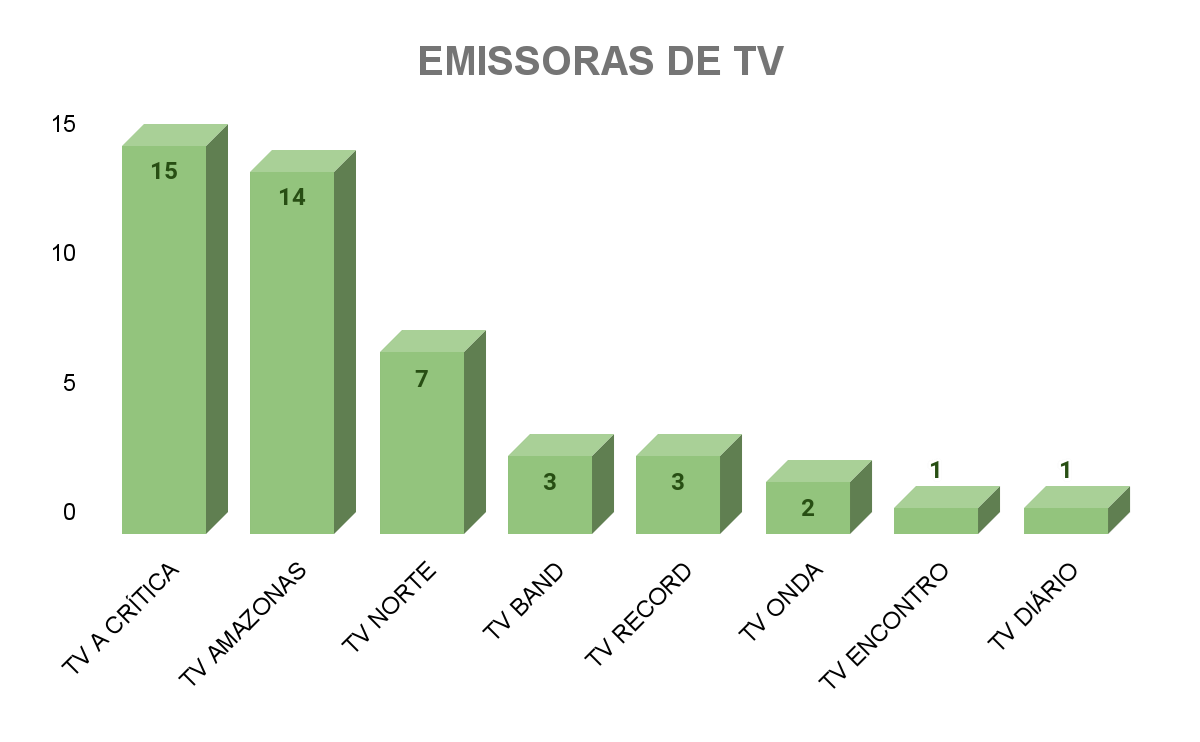 EMISSORAS DE TV
15
10
5
0
15
14
7
3
3
2
1
1
TV A CRÍTICA
TV AMAZONAS
TV NORTE
TV BAND
TV RECORD
TV ONDA
TV ENCONTRO
TV DIÁRIO